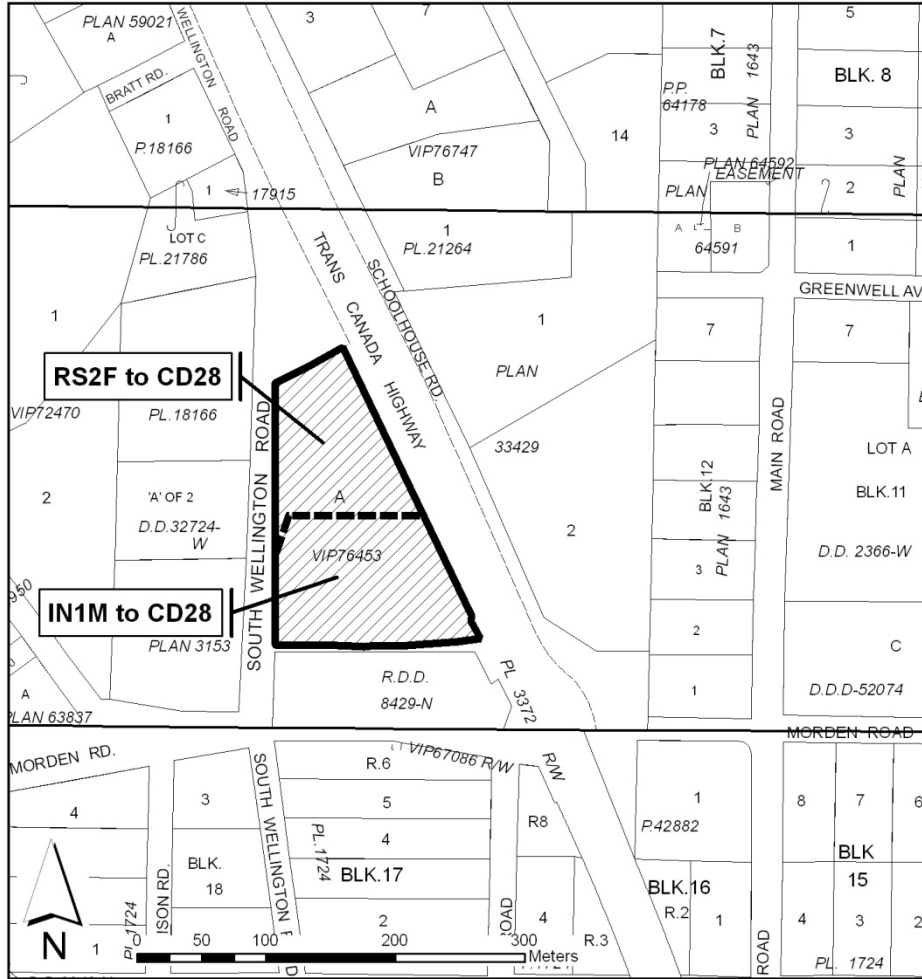 PLAN 59021
A
3
7
BLK.7
PLAN 1643
5
BLK. 8
WELLINGTON ROAD
BRATT RD.
1
P.18166
A
VIP76747
B
14
P.P.
64178
3
3
PLAN 64592
EASEMENT
PLAN
2
PLAN
1
17915
LOT C
PL.21786
1
PL.21264
A
B
64591
1
GREENWELL AV
TRANS CANADA HIGHWAY
SCHOOLHOUSE RD.
1
PLAN
33429
7
7
1
RS2F to CD28
VIP72470
PL.18166
SOUTH WELLINGTON ROAD
MAIN ROAD
LOT A
BLK.11
BLK.12
PLAN 1643
2
'A' OF 2
D.D.32724-
W
A
VIP76453
2
3
D.D. 2366-W
950
IN1M to CD28
PLAN 3153
2
C
A
PLAN 63837
R.D.D.
8429-N
PL 3372
1
D.D.D-52074
MORDEN ROAD
MORDEN RD.
SOUTH WELLINGTON R
VIP67086 R/W
R/W
R.6
4
3
5
R8
1
P.42882
8
7
6
PL.1724
4
BLK.
18
BLK.17
BLK.16
R.2
BLK
15
ISON RD.
2
ROAD
4
R.3
1
ROAD
4
3
2
N
1
PL.1724
PL. 1724
0
50
100
200
300
Meters